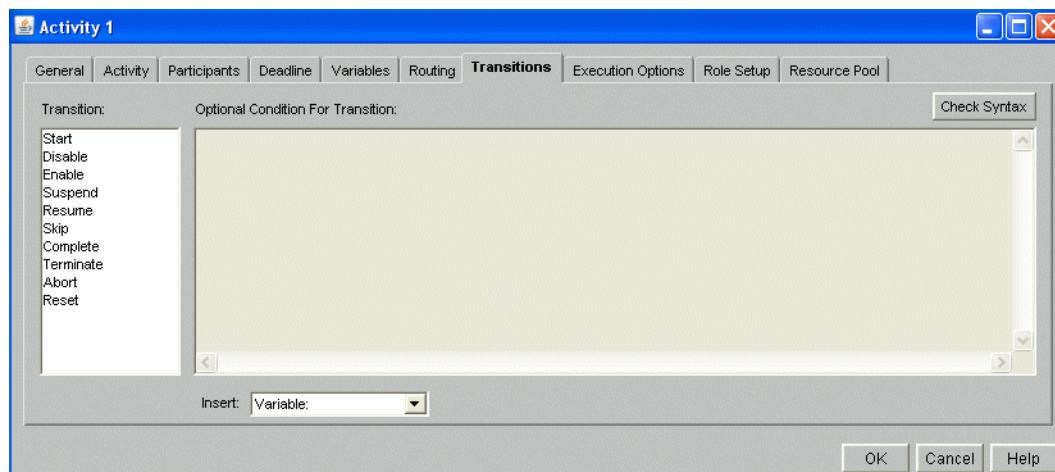 Activity 1
General Activity Participants Deadline Variables Routing Transitions Execution Options Role Setup Resource Pool
Transition: Optional Condition For Transition: Check Syntax
Start
Disable
Enable
Suspend
Resume
Skip
Complete
Terminate
Abort
Reset
Insert: Variable:
OK Cancel Help